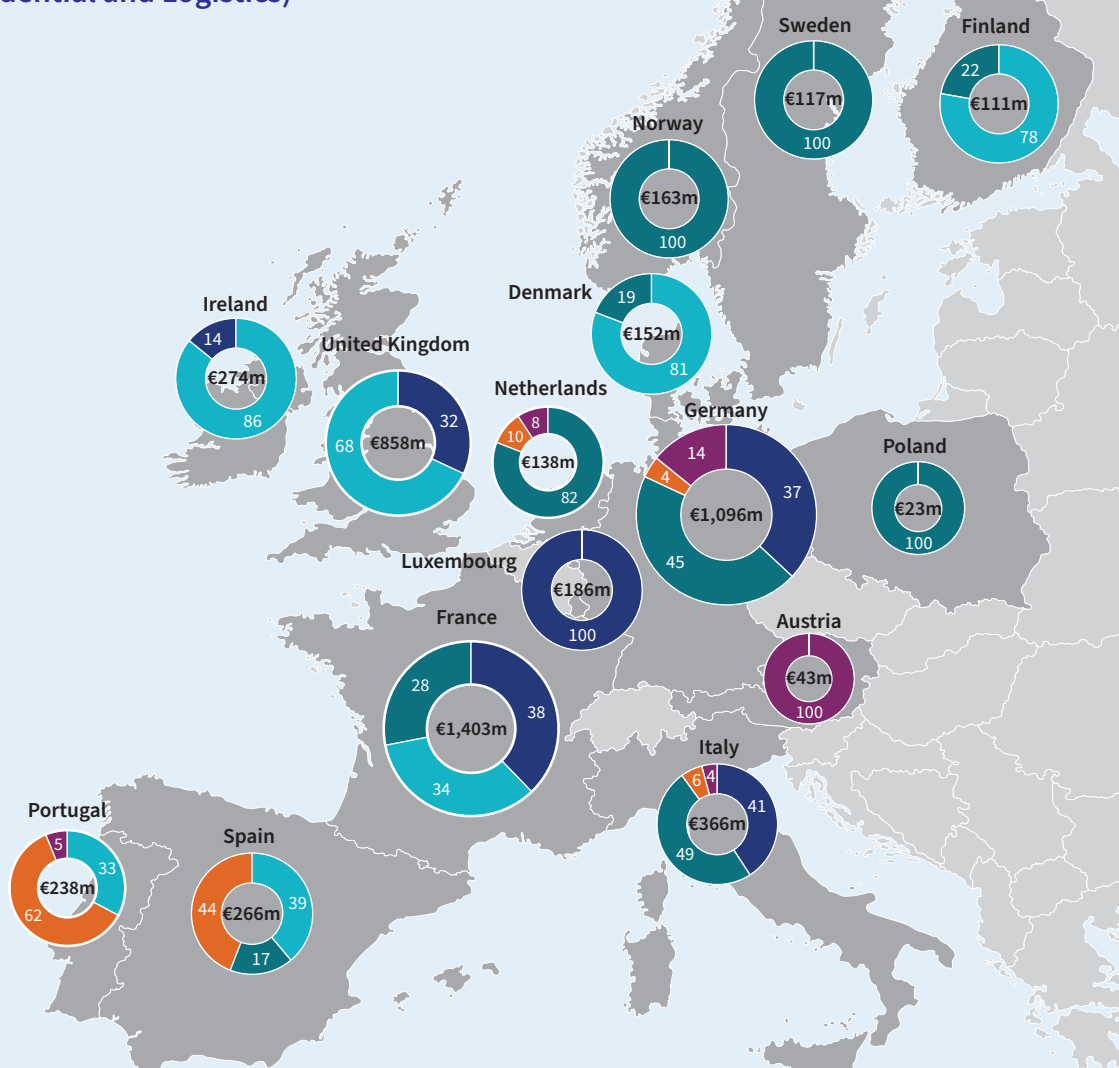 and Logistics)
Sweden
€117m
100
Finland
22
€111m
78
Norway
€163m
100
Denmark
19
€152m
81
Ireland
14
€274m
86
United Kingdom
32
68
€858m
Netherlands
8
10
€138m
82
Germany
14
4
37
€1,096m
45
Poland
€23m
100
Luxembourg
€186m
100
France
28
38
€1,403m
34
Austria
€43m
100
Italy
6
4
41
€366m
49
Portugal
5
33
€238m
62
Spain
44
39
€266m
17